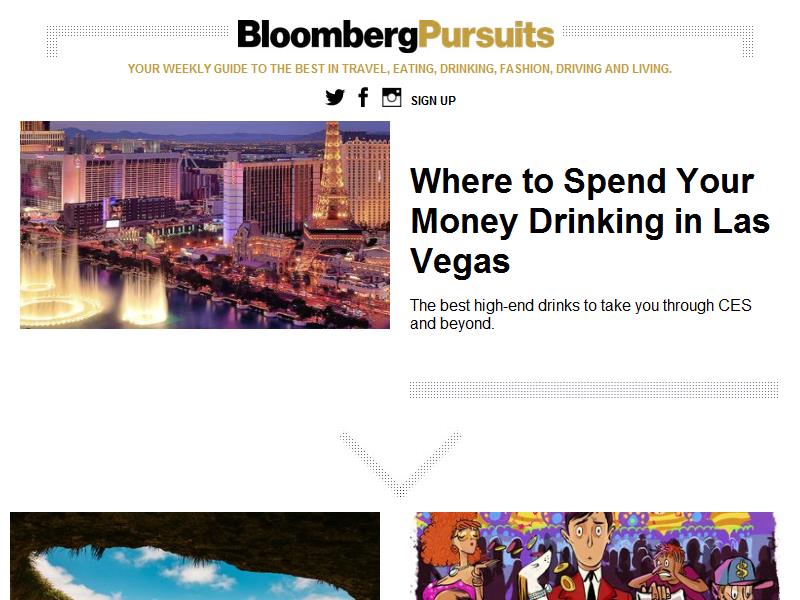 BloombergPursuits
YOUR WEEKLY GUIDE TO THE BEST IN TRAVEL, EATING, DRINKING, FASHION, DRIVING AND LIVING.
SIGN UP
Where to Spend Your
Money Drinking in Las
Vegas
The best high-end drinks to take you through CES
and beyond.
$